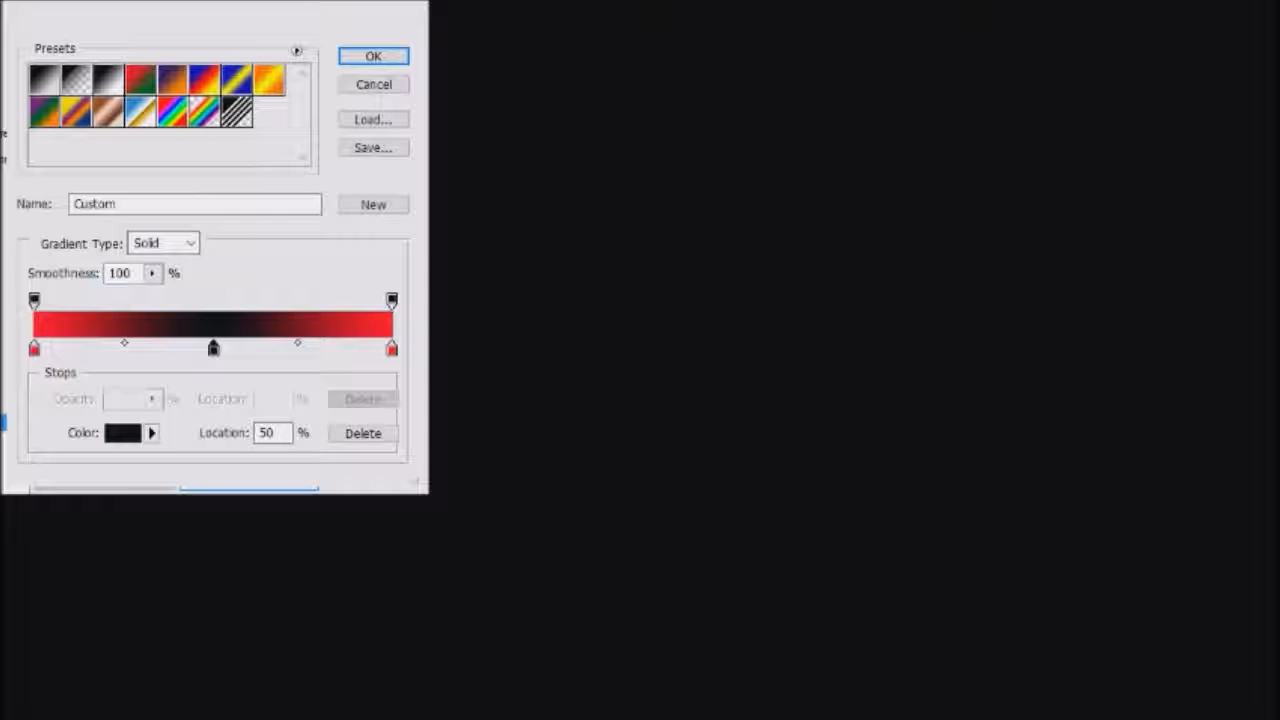 Presets
OK
Cancel
Load...
Save...
Name: Custom
New
Gradient Type: Solid
Smoothness: 100 %
Stops
Opacity: % Location: % Delete
Color: Location: 50 % Delete